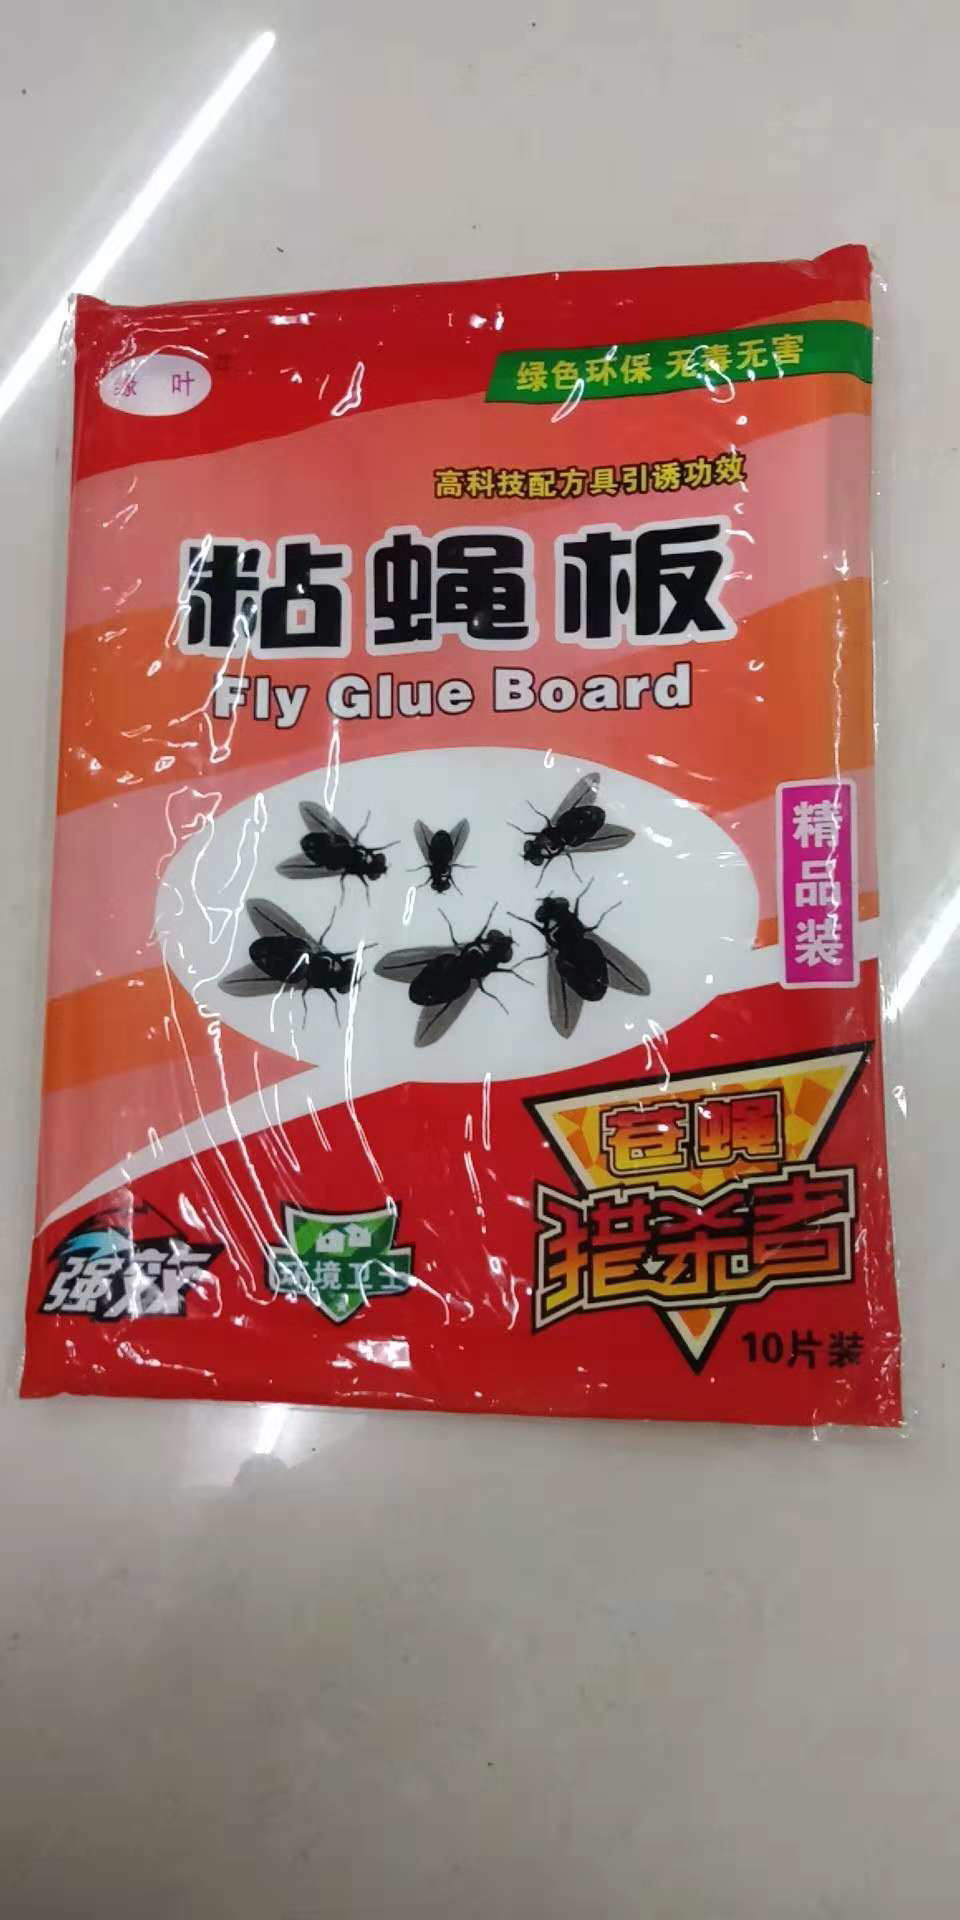 缘 叶
绿色环保 无毒无害
高科技配方具引诱功效
粘蝇板
Fly Glue Board
精品装
苍蝇
猎杀者
强效
环境卫士
10片装